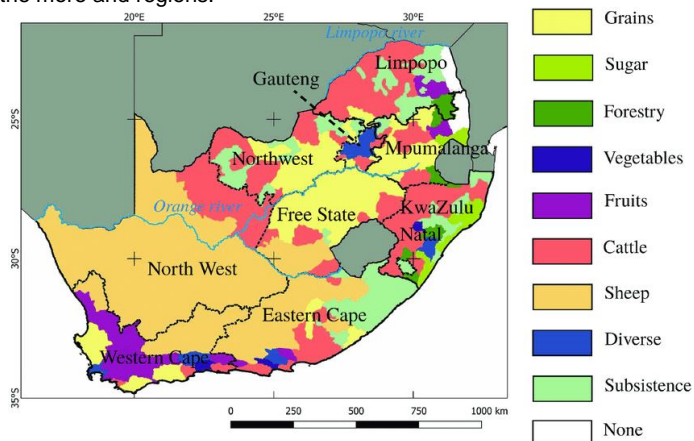 the more and regions.
20°E
25°E
30°E
Limpopo river
Limpopo
Gauteng
25°S
Mpumalanga
Northwest
Orange river
Free State
KwaZulu
Natal
30°S
North West
Eastern Cape
Western Cape
35°S
0 250 500 750 1000 km
Grains
Sugar
Forestry
Vegetables
Fruits
Cattle
Sheep
Diverse
Subsistence
None